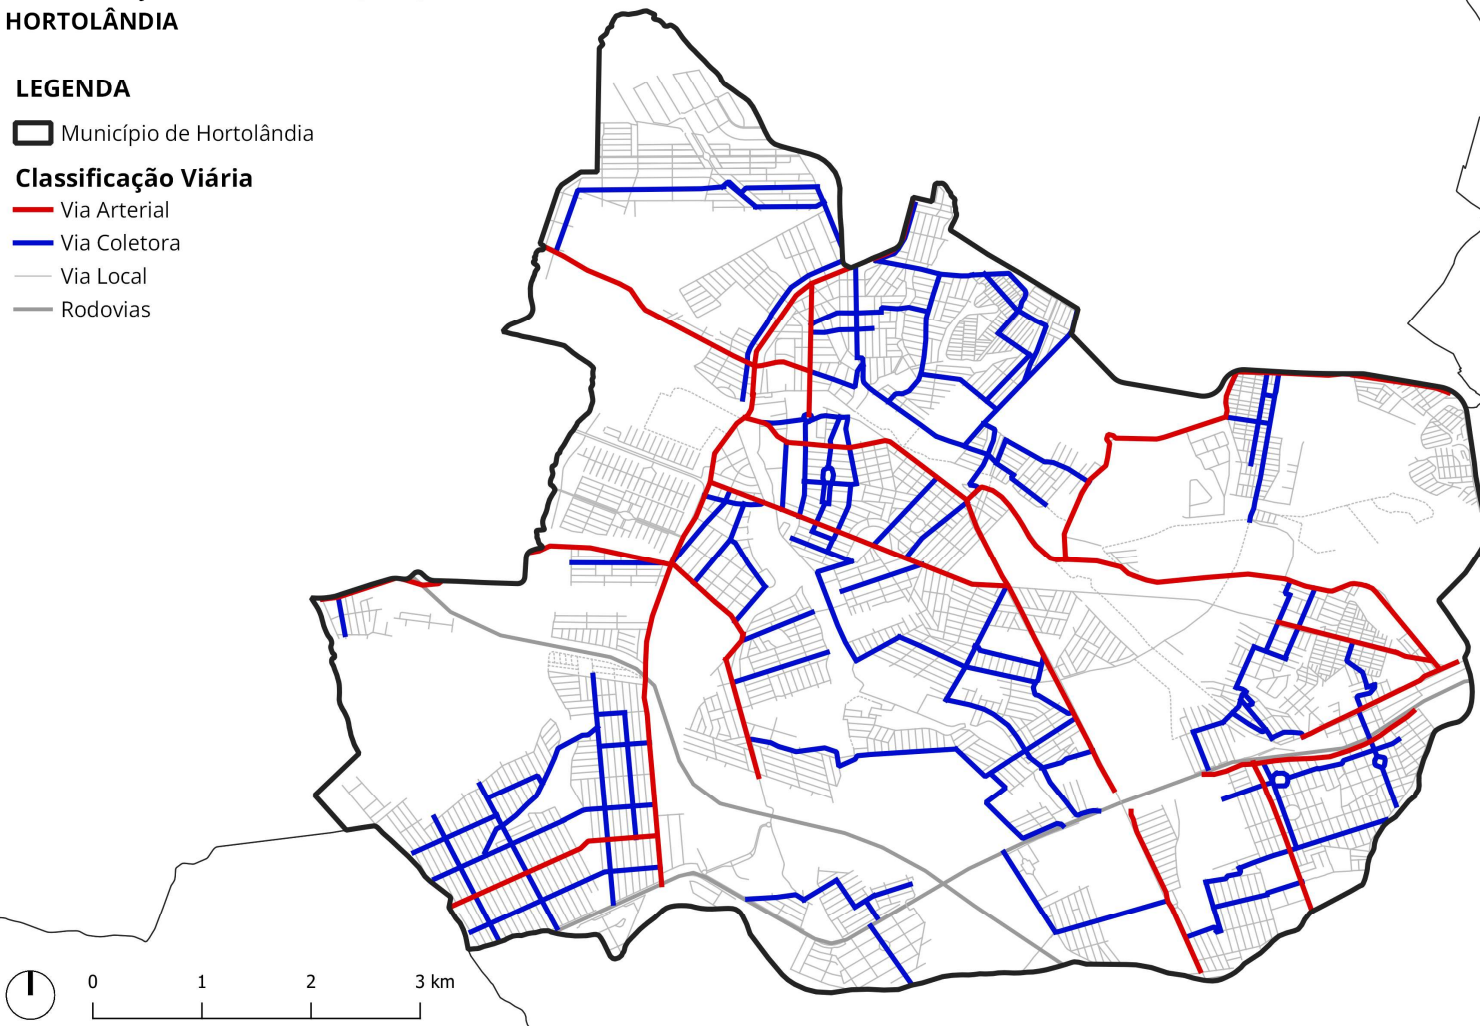 HORTOLÂNDIA
LEGENDA
Município de Hortolândia
Classificação Viária
Via Arterial
Via Coletora
Via Local
Rodovias
0 1 2 3 km